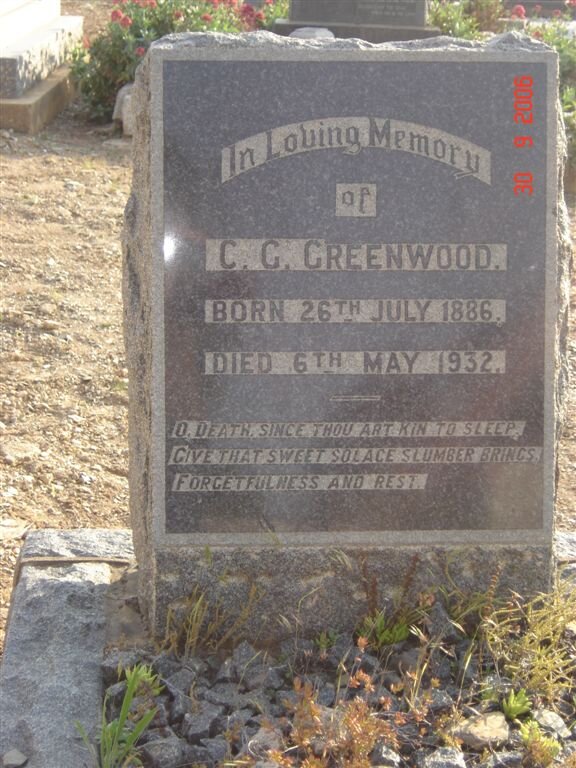 In Loving Memory
of
C. G. GREENWOOD.
BORN 26TH JULY 1886.
DIED 6TH MAY 1932.
O, DEATH, SINCE THOU ART KIN TO SLEEP,
GIVE THAT SWEET SOLACE SLUMBER BRINGS,
FORGETFULNESS AND REST.
30 9 2006